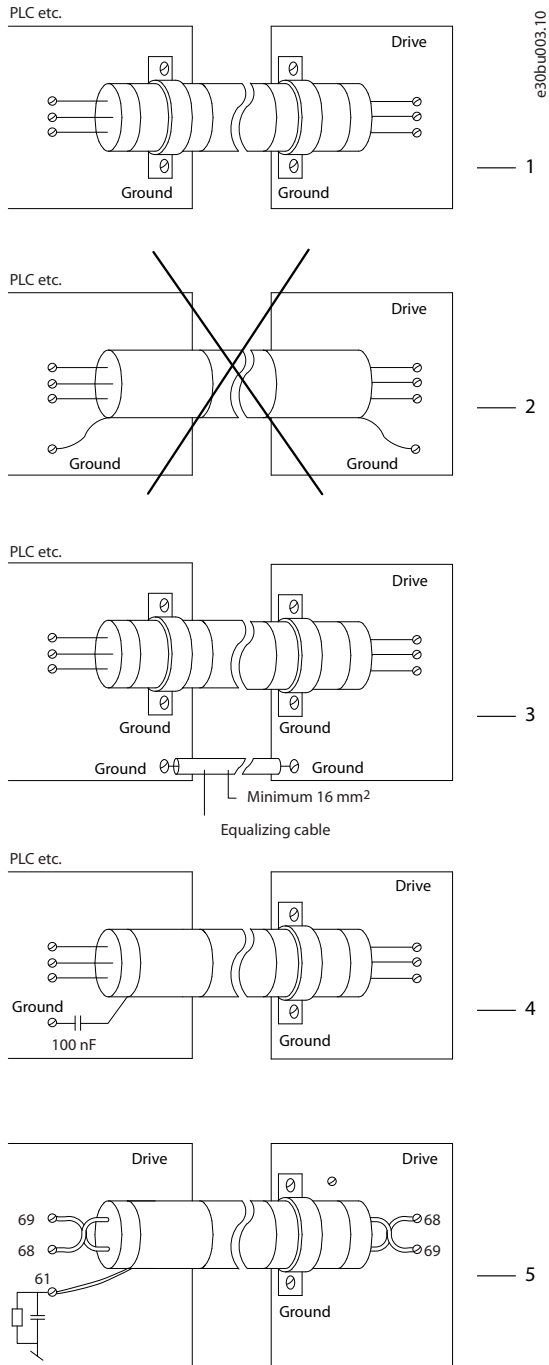 PLC etc.
Drive
e30bu003.10
Ground
Ground
1
PLC etc.
Drive
Ground
Ground
2
PLC etc.
Drive
Ground
Ground
3
Ground
Ground
Minimum 16 mm²
Equalizing cable
PLC etc.
Drive
Ground
100 nF
Ground
4
Drive
Drive
69
68
68
69
61
Ground
5